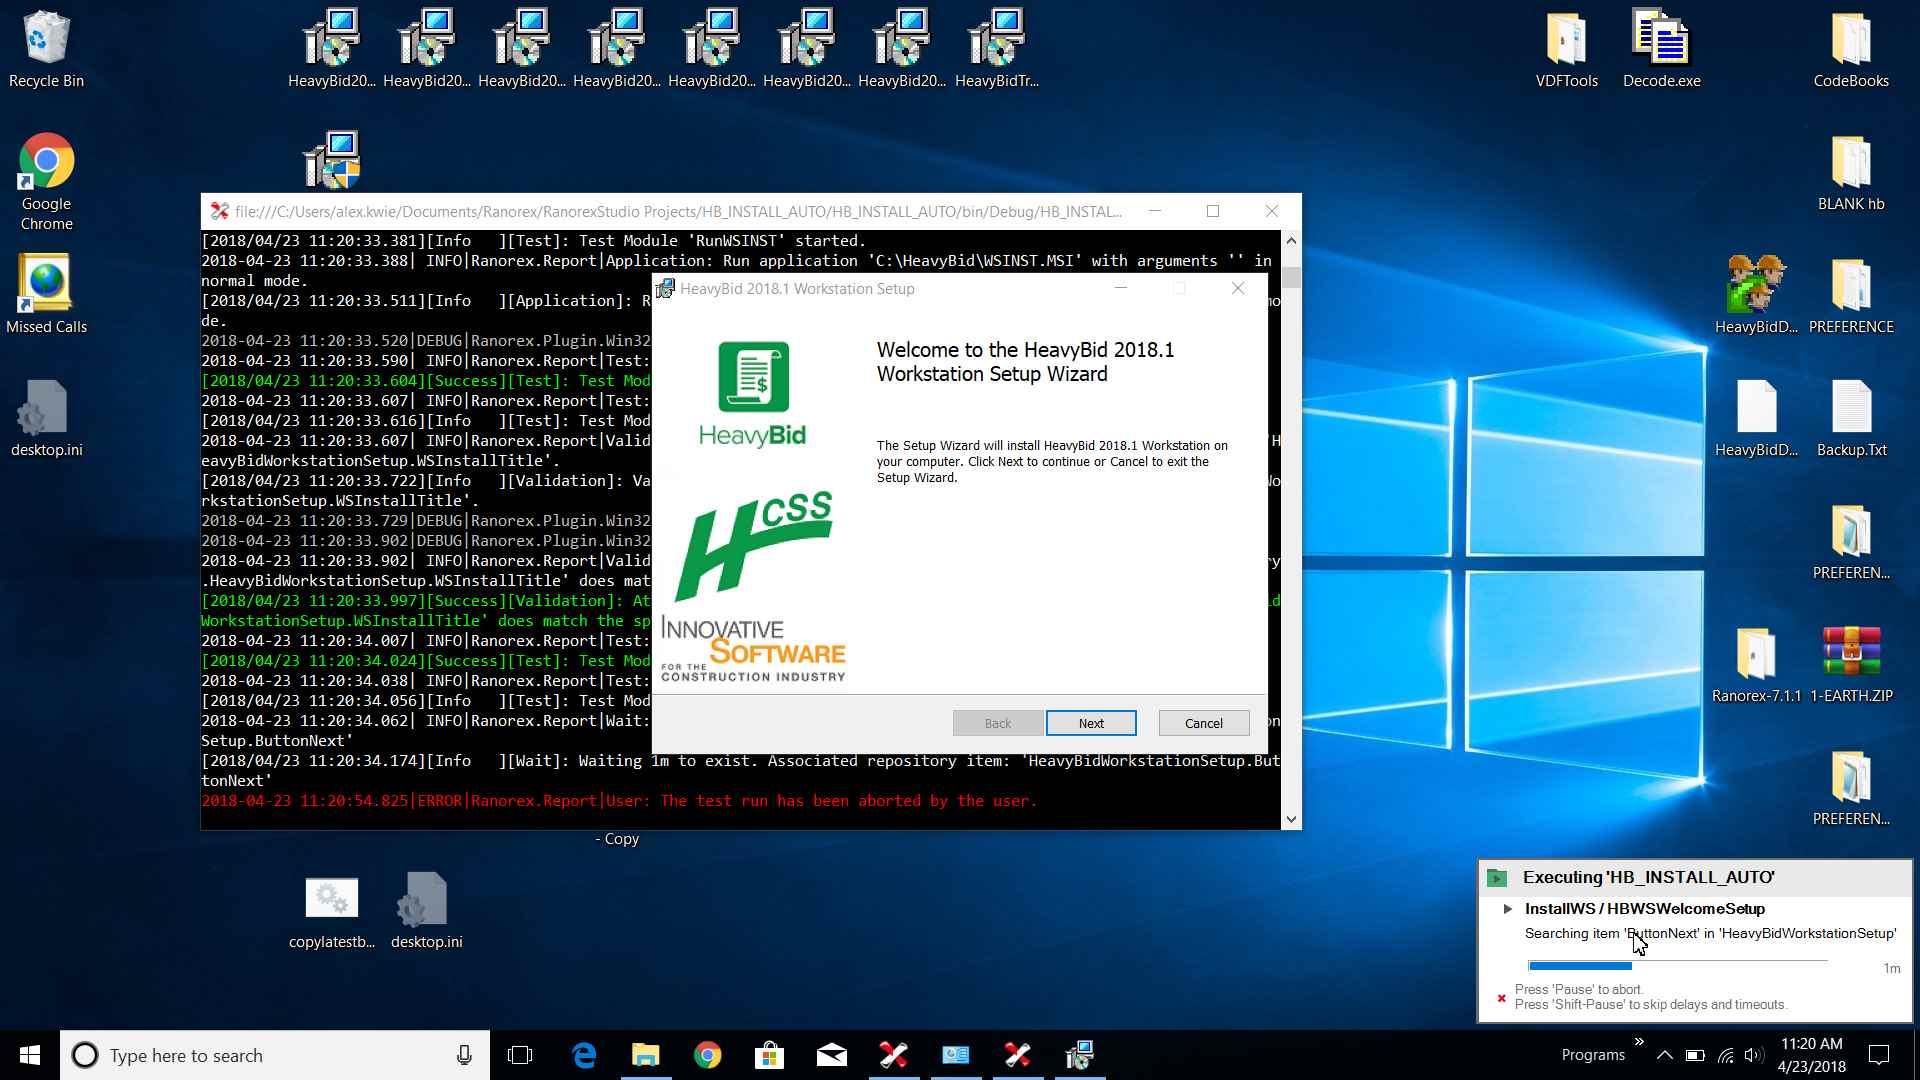 Recycle Bin
HeavyBid20...
HeavyBid20...
HeavyBid20...
HeavyBid20...
HeavyBid20...
HeavyBid20...
HeavyBid20...
HeavyBidTr...
VDFTools
Decode.exe
CodeBooks
Google
Chrome
BLANK hb
Missed Calls
HeavyBidD...
PREFERENCE
desktop.ini
HeavyBidD...
Backup.Txt
PREFEREN...
Ranorex-7.1.1
1-EARTH.ZIP
PREFEREN...
file:///C:/Users/alex.kwie/Documents/Ranorex/RanorexStudio Projects/HB_INSTALL_AUTO/HB_INSTALL_AUTO/bin/Debug/HB_INSTAL...
[2018/04/23 11:20:33.381][Info   ][Test]: Test Module 'RunWSINST' started.
2018-04-23 11:20:33.388| INFO|Ranorex.Report|Application: Run application 'C:\HeavyBid\WSINST.MSI' with arguments '' in
normal mode.
[2018/04/23 11:20:33.511][Info   ][Application]: R
mo
de.
2018-04-23 11:20:33.520|DEBUG|Ranorex.Plugin.Win32
2018-04-23 11:20:33.590| INFO|Ranorex.Report|Test:
[2018/04/23 11:20:33.604][Success][Test]: Test Mod
2018-04-23 11:20:33.607| INFO|Ranorex.Report|Test:
[2018/04/23 11:20:33.616][Info   ][Test]: Test Mod
2018-04-23 11:20:33.607| INFO|Ranorex.Report|Valid
'H
eavyBidWorkstationSetup.WSInstallTitle'.
[2018/04/23 11:20:33.722][Info   ][Validation]: Va
Wo
rkstationSetup.WSInstallTitle'.
2018-04-23 11:20:33.729|DEBUG|Ranorex.Plugin.Win32
2018-04-23 11:20:33.902|DEBUG|Ranorex.Plugin.Win32
2018-04-23 11:20:33.902| INFO|Ranorex.Report|Valid
ry
.HeavyBidWorkstationSetup.WSInstallTitle' does mat
[2018/04/23 11:20:33.997][Success][Validation]: At
id
WorkstationSetup.WSInstallTitle' does match the sp
2018-04-23 11:20:34.007| INFO|Ranorex.Report|Test:
[2018/04/23 11:20:34.024][Success][Test]: Test Mod
2018-04-23 11:20:34.038| INFO|Ranorex.Report|Test:
[2018/04/23 11:20:34.056][Info   ][Test]: Test Mod
2018-04-23 11:20:34.062| INFO|Ranorex.Report|Wait:
on
Setup.ButtonNext'
[2018/04/23 11:20:34.174][Info   ][Wait]: Waiting 1m to exist. Associated repository item: 'HeavyBidWorkstationSetup.But
tonNext'
2018-04-23 11:20:54.825|ERROR|Ranorex.Report|User: The test run has been aborted by the user.
HeavyBid 2018.1 Workstation Setup
HeavyBid
HCSS
INNOVATIVE
SOFTWARE
FOR THE
CONSTRUCTION INDUSTRY
Welcome to the HeavyBid 2018.1
Workstation Setup Wizard
The Setup Wizard will install HeavyBid 2018.1 Workstation on
your computer. Click Next to continue or Cancel to exit the
Setup Wizard.
Back
Next
Cancel
- Copy
copylatestb...
desktop.ini
Executing 'HB_INSTALL_AUTO'
InstallWS / HBWSWelcomeSetup
Searching item 'ButtonNext' in 'HeavyBidWorkstationSetup'
1m
Press 'Pause' to abort.
Press 'Shift-Pause' to skip delays and timeouts.
Type here to search
Programs
11:20 AM
4/23/2018